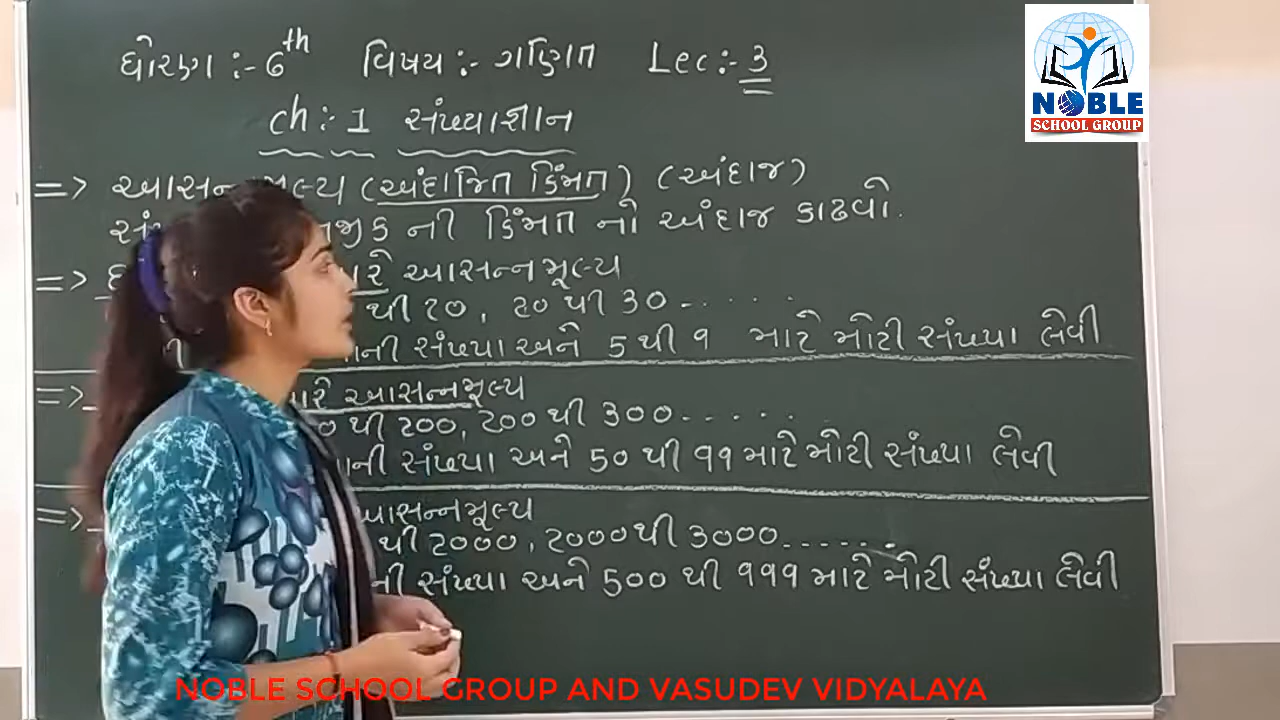 ધોરણ :- 6th વિષય :- ગણિત Lec :- 3
NOBLE
SCHOOL GROUP
ch :- 1 સંખ્યાજ્ઞાન
=> આસન્નમૂલ્ય (અંદાજિત કિંમત) (અંદાજ)
નજીક ની કિંમત નો અંદાજ કાઢવો.
=> આસન્નમૂલ્ય
થી ૨૦, ૨૦ થી ૩૦ - . . . . .
સંખ્યા અને 5 થી ૯ માટે મોટી સંખ્યા લેવી
=> આસન્નમૂલ્ય
થી ૨૦૦, ૨૦૦ થી ૩૦૦ - - . . . .
સંખ્યા અને 50 થી ૯૯ માટે મોટી સંખ્યા લેવી
=> આસન્નમૂલ્ય
થી ૨૦૦૦, ૨૦૦૦ થી ૩૦૦૦ - - - - - .
સંખ્યા અને 500 થી ૯૯૯ માટે મોટી સંખ્યા લેવી
NOBLE SCHOOL GROUP AND VASUDEV VIDYALAYA